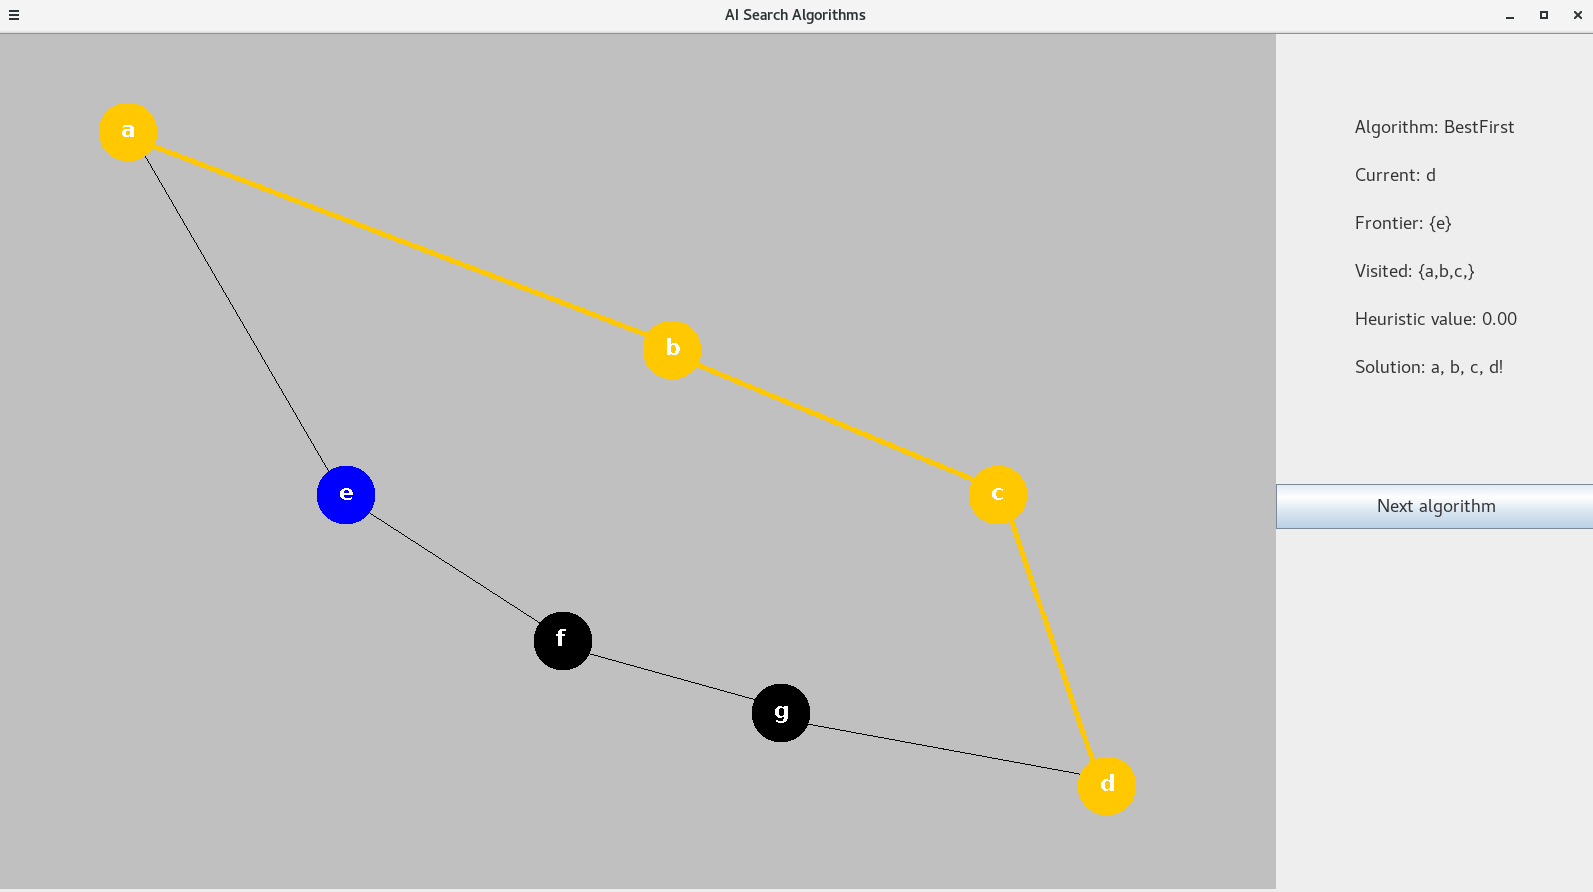 AI Search Algorithms
a
b
c
d
e
f
g
Algorithm: BestFirst
Current: d
Frontier: {e}
Visited: {a,b,c,}
Heuristic value: 0.00
Solution: a, b, c, d!
Next algorithm